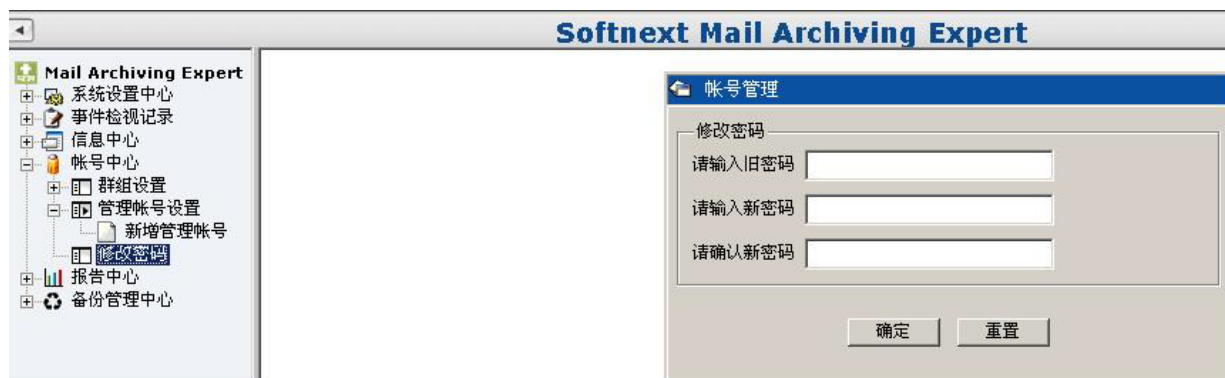 Softnext Mail Archiving Expert
Mail Archiving Expert
系统设置中心
事件检视记录
信息中心
帐号中心
群组设置
管理帐号设置
新增管理帐号
修改密码
报告中心
备份管理中心
帐号管理
修改密码
请输入旧密码
请输入新密码
请确认新密码
确定
重置